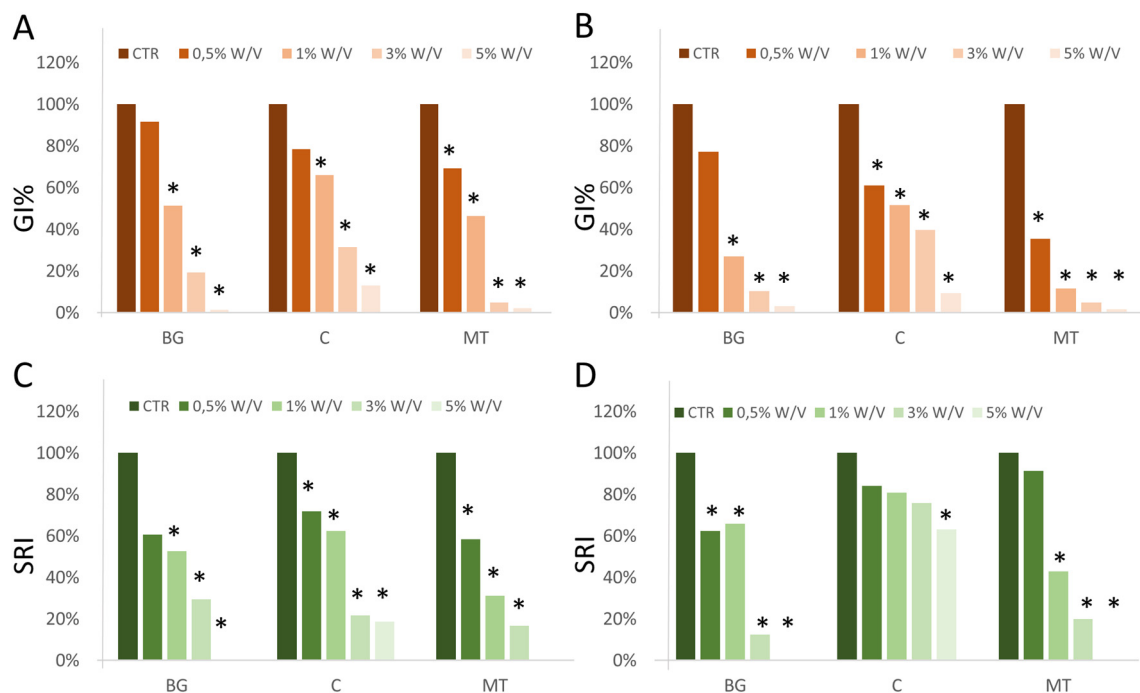 A
CTR 0,5% W/V 1% W/V 3% W/V 5% W/V
120%
100%
80%
60%
40%
20%
0%
GI%
* * * * * * * * * *
BG C MT
B
CTR 0,5% W/V 1% W/V 3% W/V 5% W/V
120%
100%
80%
60%
40%
20%
0%
GI%
* * * * * * * * * * *
BG C MT
C
CTR 0,5% W/V 1% W/V 3% W/V 5% W/V
120%
100%
80%
60%
40%
20%
0%
SRI
* * * * * * * * * *
BG C MT
D
CTR 0,5% W/V 1% W/V 3% W/V 5% W/V
120%
100%
80%
60%
40%
20%
0%
SRI
* * * * * * * *
BG C MT